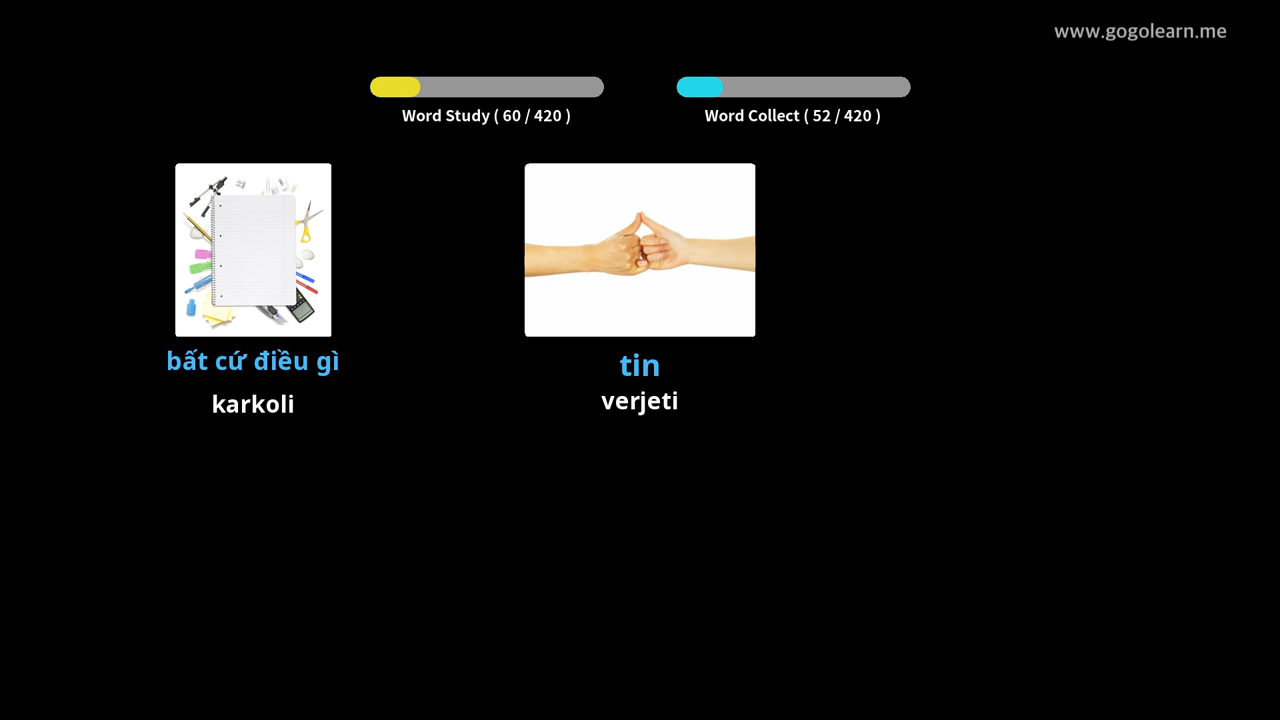 www.gogolearn.me
Word Study ( 60 / 420 )
Word Collect ( 52 / 420 )
bất cứ điều gì
karkoli
tin
verjeti